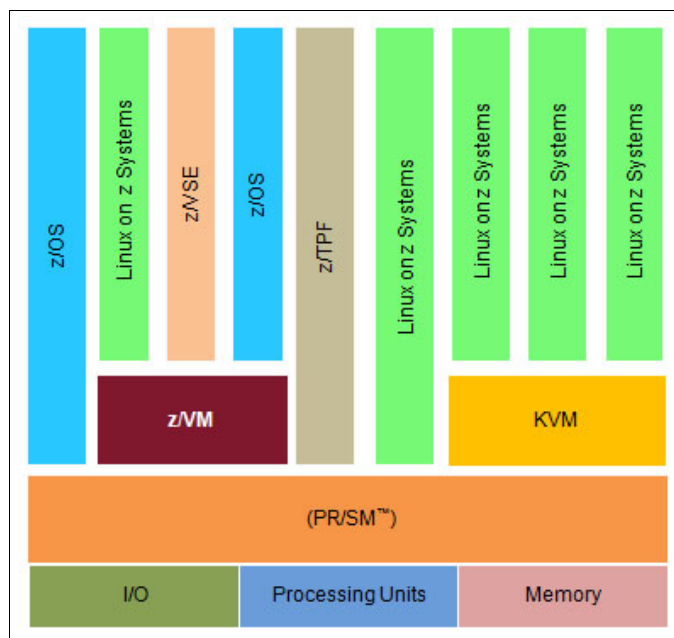 z/OS
Linux on z Systems
z/VSE
z/OS
z/TPF
Linux on z Systems
Linux on z Systems
Linux on z Systems
Linux on z Systems
z/VM
KVM
(PR/SM™)
I/O
Processing Units
Memory